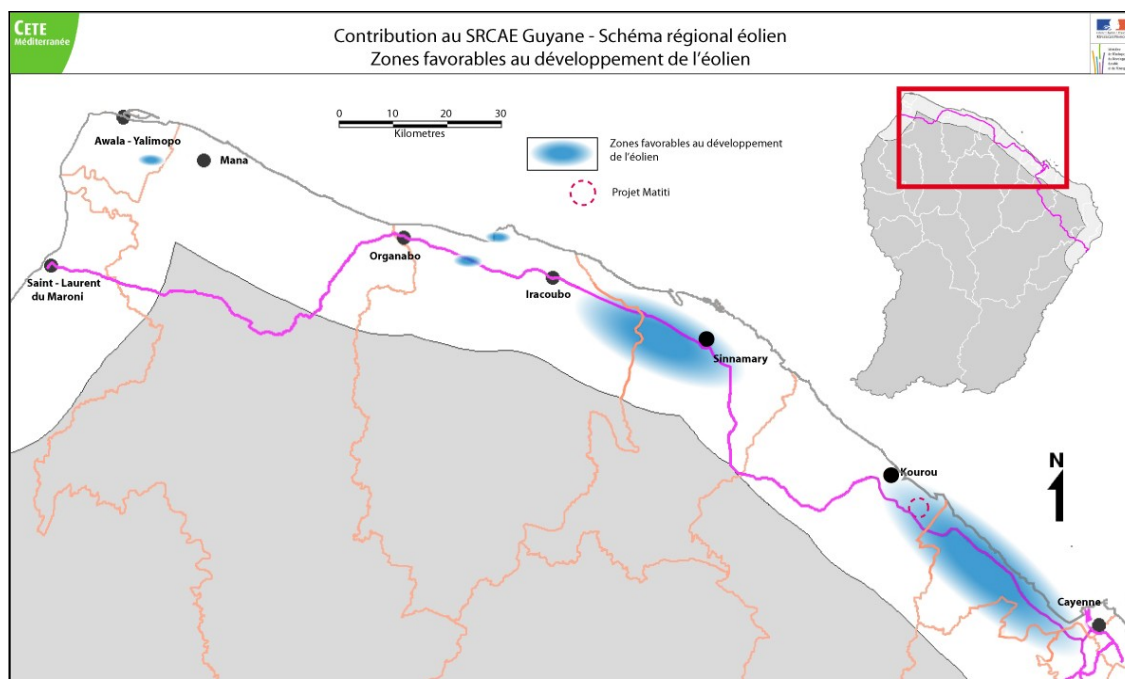 CETE
Méditerranée
Contribution au SRCAE Guyane - Schéma régional éolien
Zones favorables au développement de l'éolien
0 10 20 30
Kilometres
Zones favorables au développement
de l'éolien
Projet Matiti
Awala - Yalimopo
Mana
Saint - Laurent
du Maroni
Organabo
Iracoubo
Sinnamary
Kourou
N
Cayenne